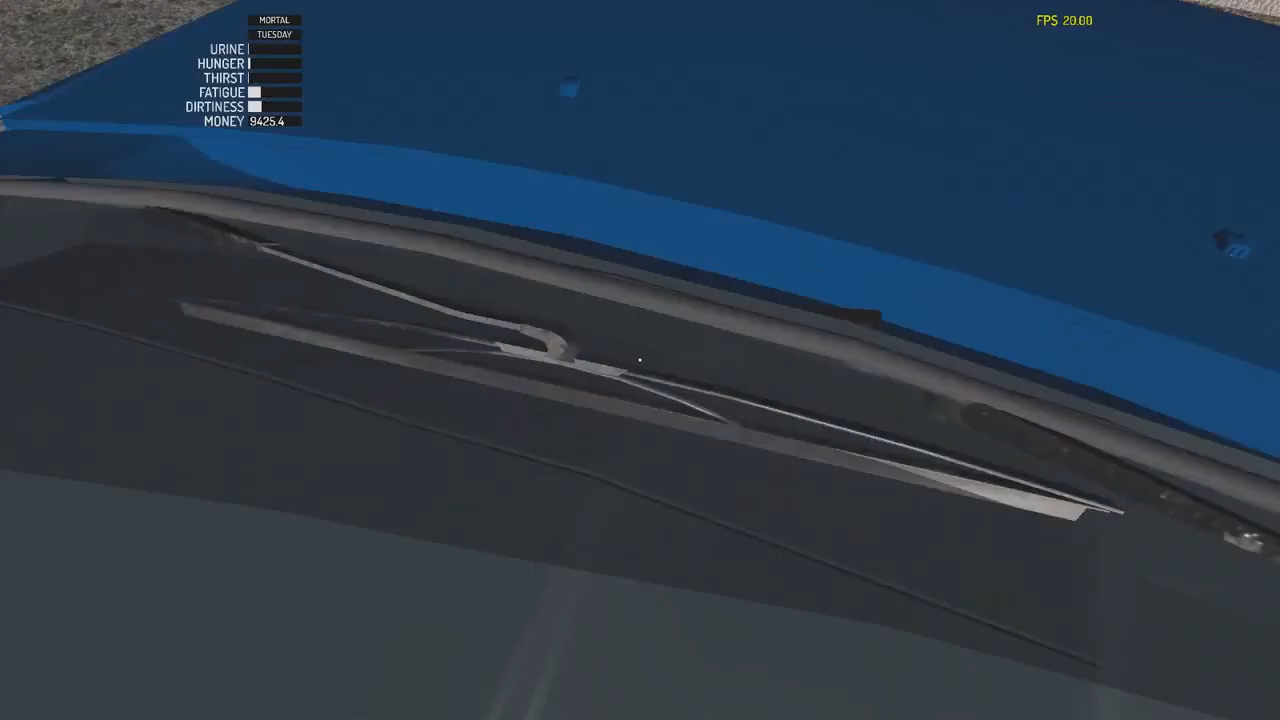 MORTAL
FPS 20.00
TUESDAY
URINE
HUNGER
THIRST
FATIGUE
DIRTINESS
MONEY 9425.4